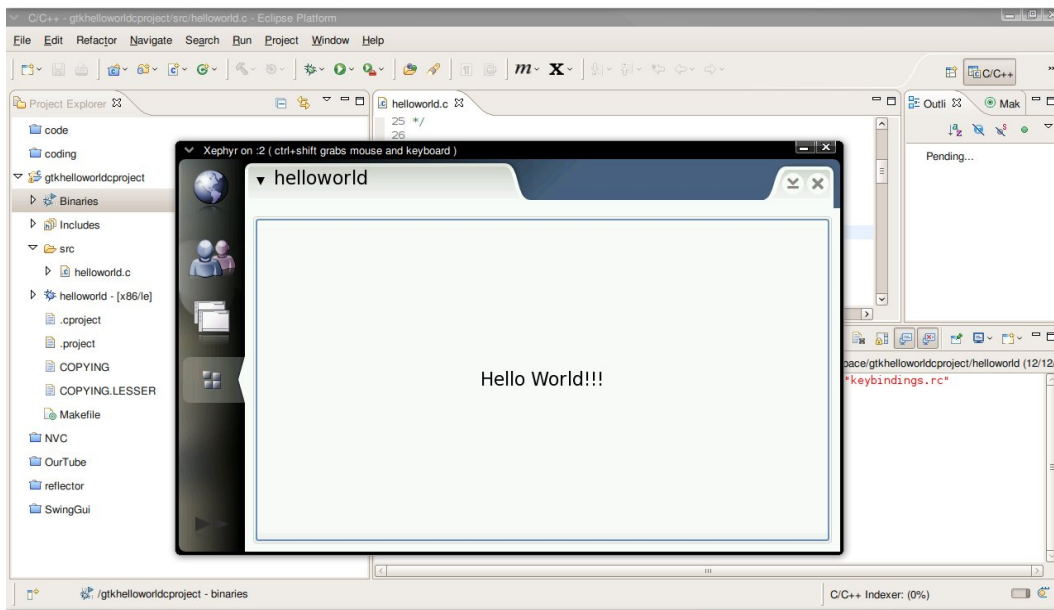 C/C++ - gtkhelloworldcproject/src/helloworld.c - Eclipse Platform
File Edit Refactor Navigate Search Run Project Window Help
C/C++
Project Explorer
helloworld.c
Outli
Mak
25 */
26
code
coding
gtkhelloworldcproject
Binaries
Includes
src
helloworld.c
helloworld - [x86/le]
.cproject
.project
COPYING
COPYING.LESSER
Makefile
NVC
OurTube
reflector
SwingGui
Xephyr on :2 ( ctrl+shift grabs mouse and keyboard )
helloworld
Hello World!!!
Pending...
pace/gtkhelloworldcproject/helloworld (12/12/
"keybindings.rc"
/gtkhelloworldcproject - binaries
C/C++ Indexer: (0%)